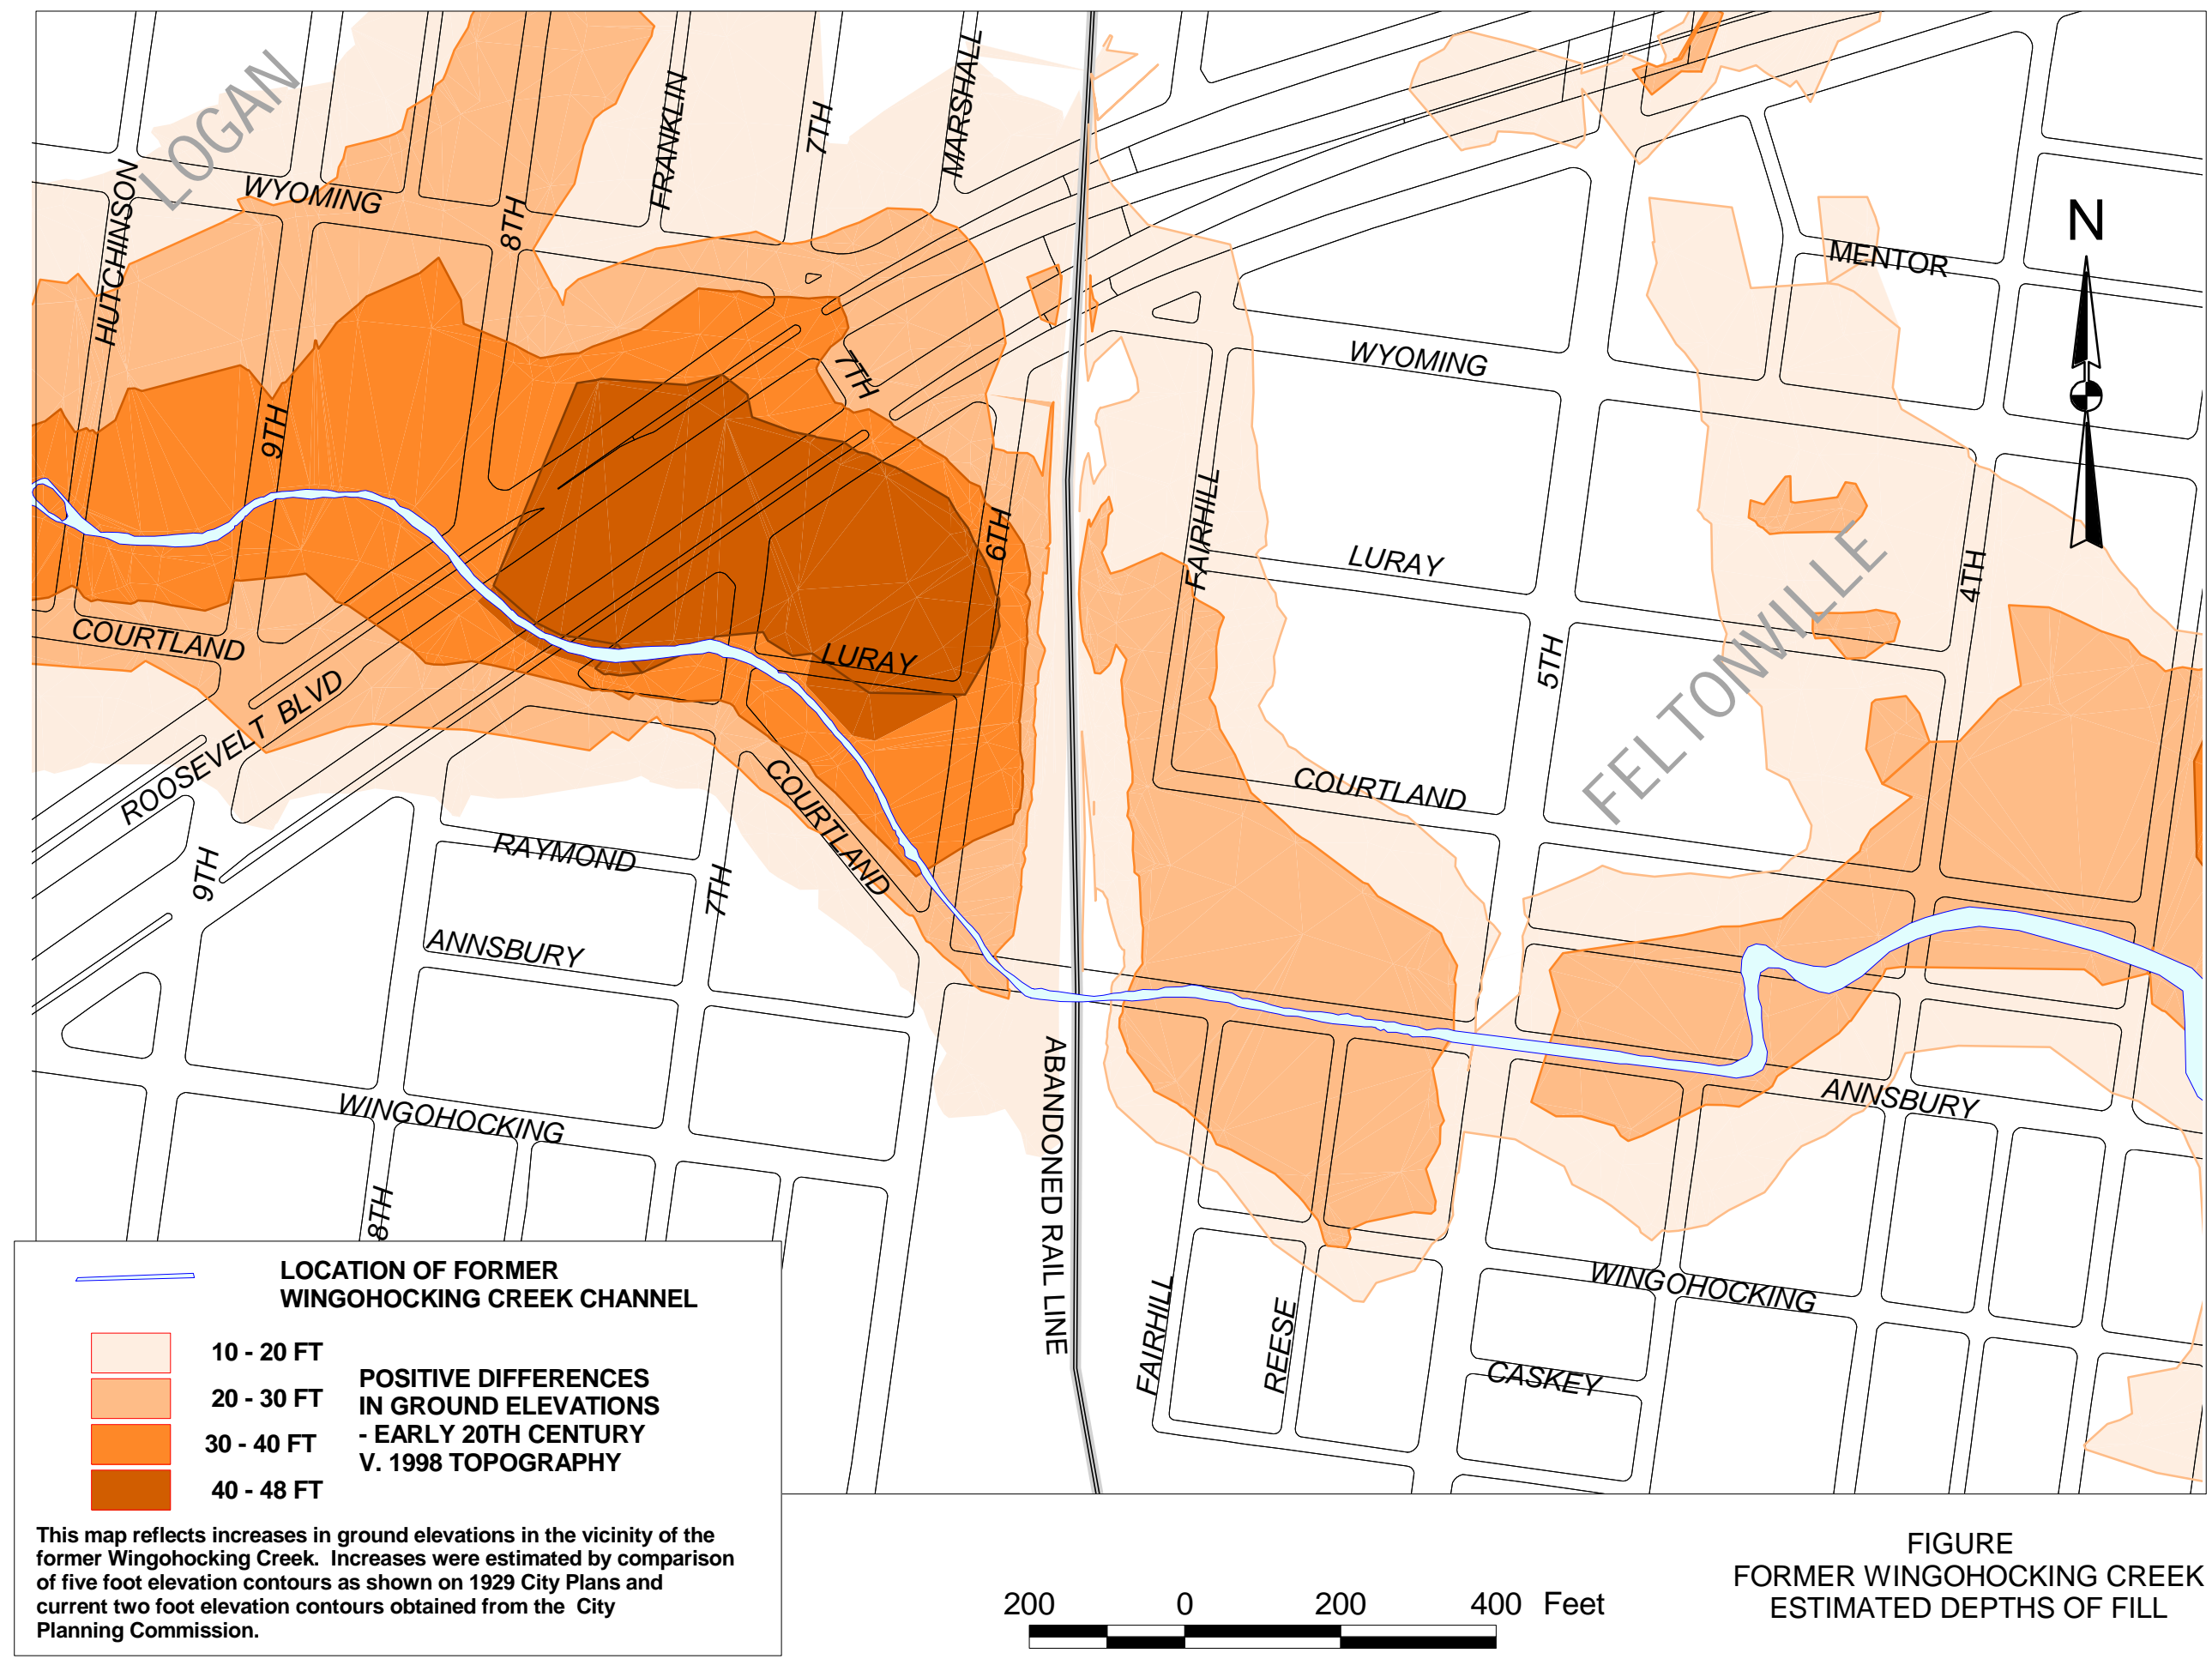 LOGAN
HUTCHINSON
WYOMING
8TH
FRANKLIN
7TH
MARSHALL
N
MENTOR
WYOMING
7TH
9TH
6TH
FAIRHILL
LURAY
4TH
FELTONVILLE
COURTLAND
LURAY
5TH
ROOSEVELT BLVD
COURTLAND
COURTLAND
RAYMOND
9TH
7TH
ANNSBURY
ABANDONED RAIL LINE
ANNSBURY
WINGOHOCKING
8TH
WINGOHOCKING
FAIRHILL
REESE
CASKEY
LOCATION OF FORMER
WINGOHOCKING CREEK CHANNEL
10 - 20 FT
20 - 30 FT
30 - 40 FT
40 - 48 FT
POSITIVE DIFFERENCES
IN GROUND ELEVATIONS
- EARLY 20TH CENTURY
V. 1998 TOPOGRAPHY
This map reflects increases in ground elevations in the vicinity of the
former Wingohocking Creek. Increases were estimated by comparison
of five foot elevation contours as shown on 1929 City Plans and
current two foot elevation contours obtained from the City
Planning Commission.
200 0 200 400 Feet
FIGURE
FORMER WINGOHOCKING CREEK
ESTIMATED DEPTHS OF FILL